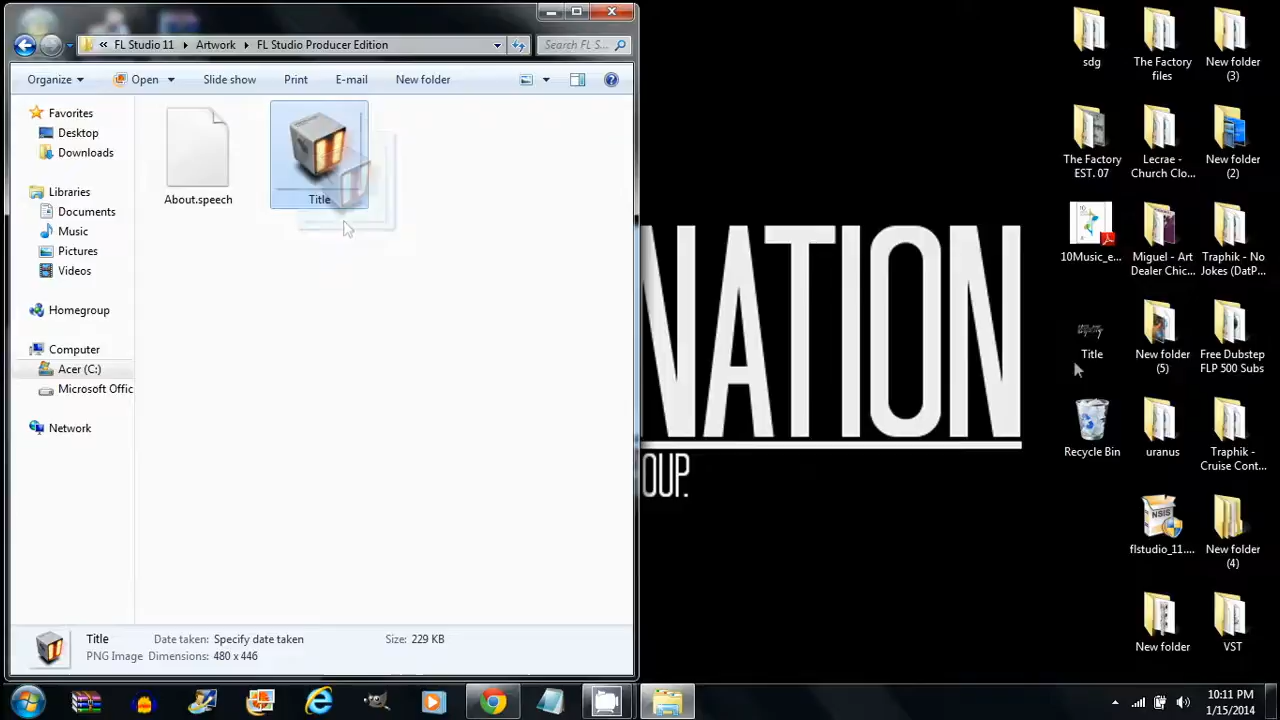 « FL Studio 11 ▸ Artwork ▸ FL Studio Producer Edition
Search FL S...
Organize Open Slide show Print E-mail New folder
Favorites
Desktop
Downloads
Libraries
Documents
Music
Pictures
Videos
Homegroup
Computer
Acer (C:)
Microsoft Offic
Network
About.speech
Title
Title Date taken: Specify date taken Size: 229 KB
PNG Image Dimensions: 480 x 446
NATION
OUP.
sdg
The Factory
files
New folder
(3)
The Factory
EST. 07
Lecrae -
Church Clo...
New folder
(2)
10Music_e...
Miguel - Art
Dealer Chic...
Traphik - No
Jokes (DatP...
Title
New folder
(5)
Free Dubstep
FLP 500 Subs
Recycle Bin
uranus
Traphik -
Cruise Cont...
NSIS
flstudio_11....
New folder
(4)
New folder
VST
10:11 PM
1/15/2014